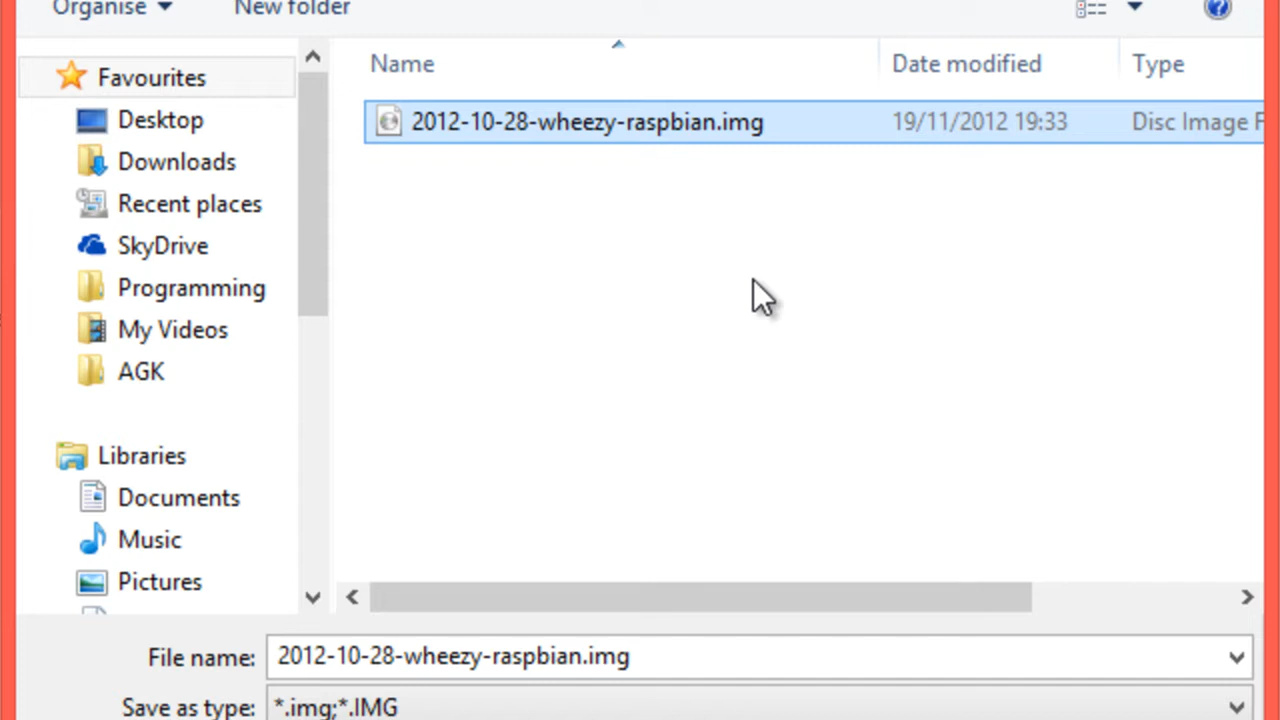 Organise New folder
Name Date modified Type
Favourites
2012-10-28-wheezy-raspbian.img 19/11/2012 19:33 Disc Image F
Desktop
Downloads
Recent places
SkyDrive
Programming
My Videos
AGK
Libraries
Documents
Music
Pictures
File name: 2012-10-28-wheezy-raspbian.img
Save as type: *.img;*.IMG